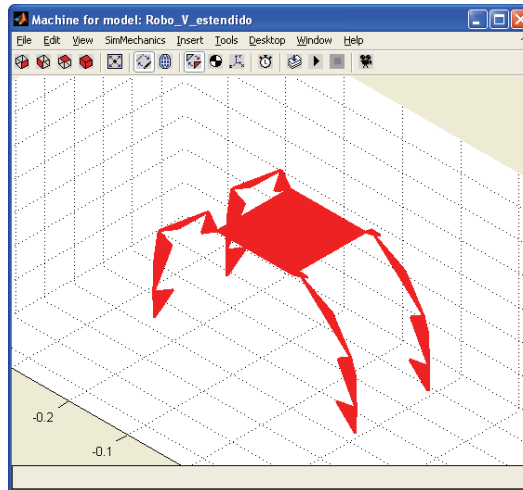 Machine for model: Robo_V_estendido
File Edit View SimMechanics Insert Tools Desktop Window Help
-0.2
-0.1